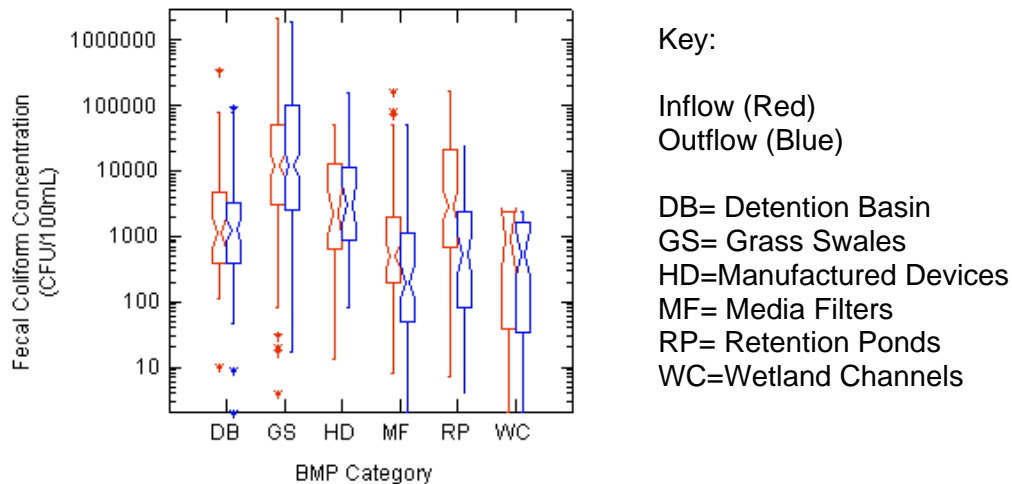 1000000
100000
10000
1000
100
10
Fecal Coliform Concentration
(CFU/100mL)
DB GS HD MF RP WC
BMP Category
Key:
Inflow (Red)
Outflow (Blue)
DB= Detention Basin
GS= Grass Swales
HD=Manufactured Devices
MF= Media Filters
RP= Retention Ponds
WC=Wetland Channels